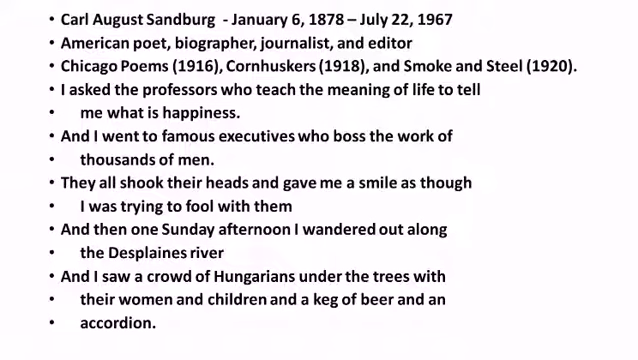 • Carl August Sandburg - January 6, 1878 – July 22, 1967
• American poet, biographer, journalist, and editor
• Chicago Poems (1916), Cornhuskers (1918), and Smoke and Steel (1920).
• I asked the professors who teach the meaning of life to tell
• me what is happiness.
• And I went to famous executives who boss the work of
• thousands of men.
• They all shook their heads and gave me a smile as though
• I was trying to fool with them
• And then one Sunday afternoon I wandered out along
• the Desplaines river
• And I saw a crowd of Hungarians under the trees with
• their women and children and a keg of beer and an
• accordion.